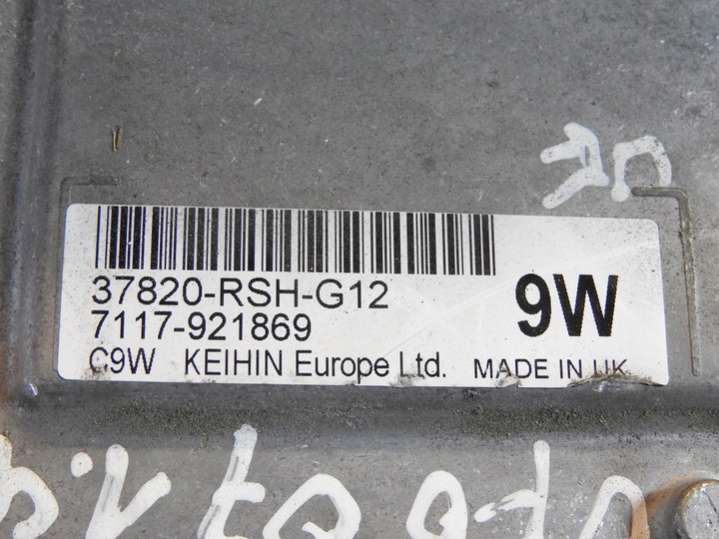 37820-RSH-G12
9W
7117-921869
C9W KEIHIN Europe Ltd. MADE IN UK